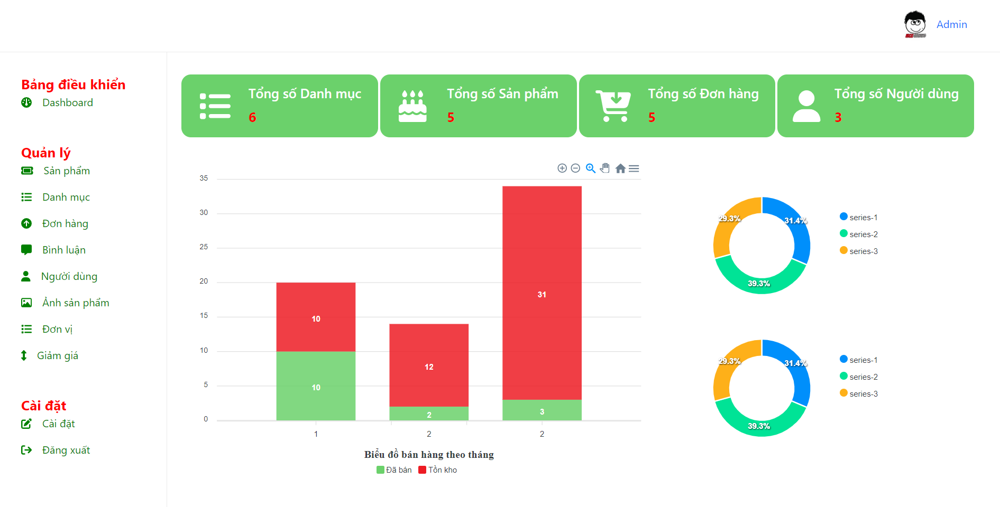 Admin
Bảng điều khiển
Dashboard
Quản lý
Sản phẩm
Danh mục
Đơn hàng
Bình luận
Người dùng
Ảnh sản phẩm
Đơn vị
Giảm giá
Cài đặt
Cài đặt
Đăng xuất
Tổng số Danh mục
6
Tổng số Sản phẩm
5
Tổng số Đơn hàng
5
Tổng số Người dùng
3
35
30
25
20
15
10
5
0
10
10
12
2
31
3
1
2
2
Biểu đồ bán hàng theo tháng
Đã bán
Tồn kho
29.3%
31.4%
39.3%
series-1
series-2
series-3
29.3%
31.4%
39.3%
series-1
series-2
series-3